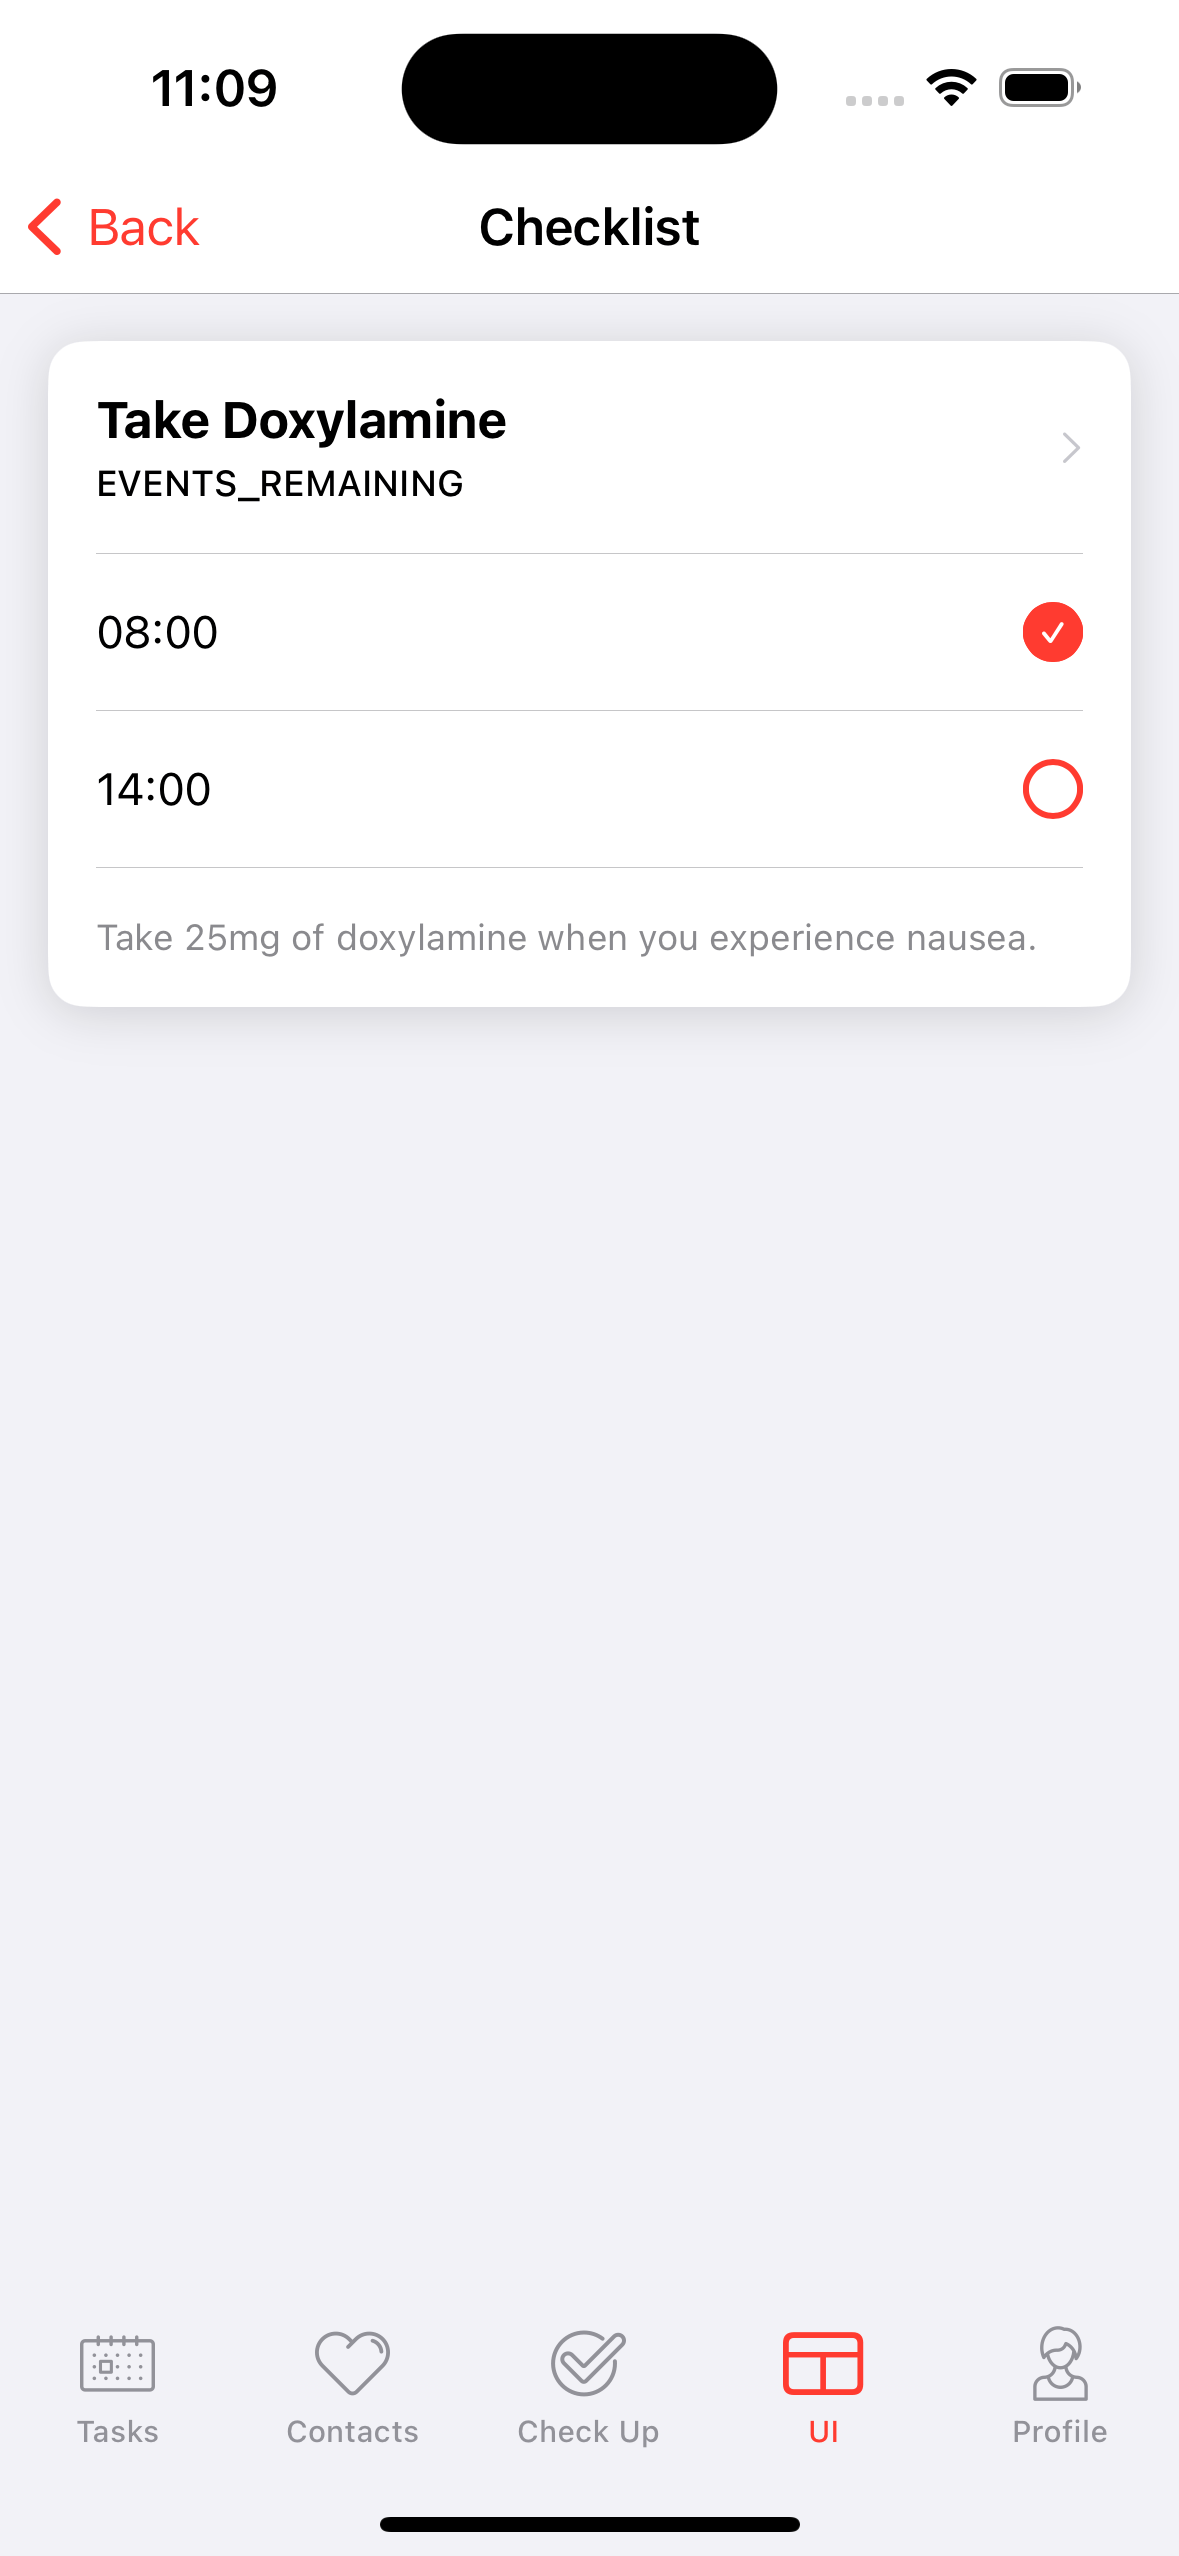 11:09
Back
Checklist
Take Doxylamine
EVENTS_REMAINING
08:00
14:00
Take 25mg of doxylamine when you experience nausea.
Tasks
Contacts
Check Up
UI
Profile